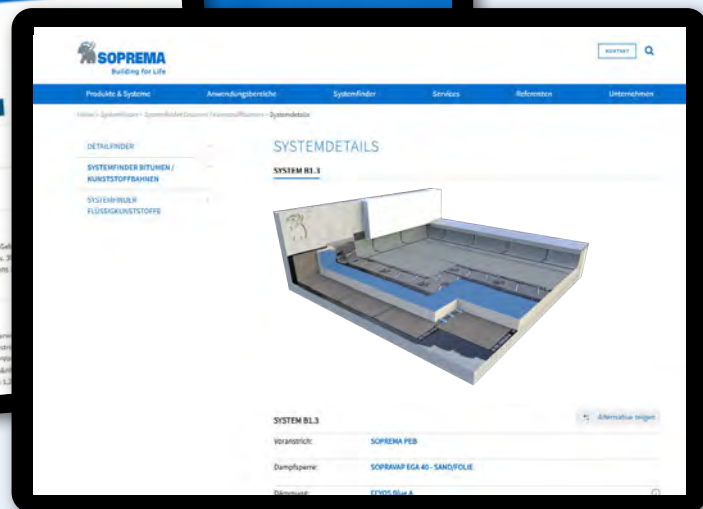 SOPREMA
Building for Life
KONTAKT
Produkte & Systeme Anwendungsbereiche Systemfinder Services Referenzen Unternehmen
Systemdetails
DETAILFINDER
SYSTEMFINDER BITUMEN /
KUNSTSTOFFBAHNEN
SYSTEMFINDER
FLÜSSIGKUNSTSTOFFE
SYSTEMDETAILS
SYSTEM B1.3
SYSTEM B1.3
Alternative zeigen
Voranstrich: SOPREMA PEB
Dampfsperre: SOPRAVAP EGA 40 - SAND/FOLIE